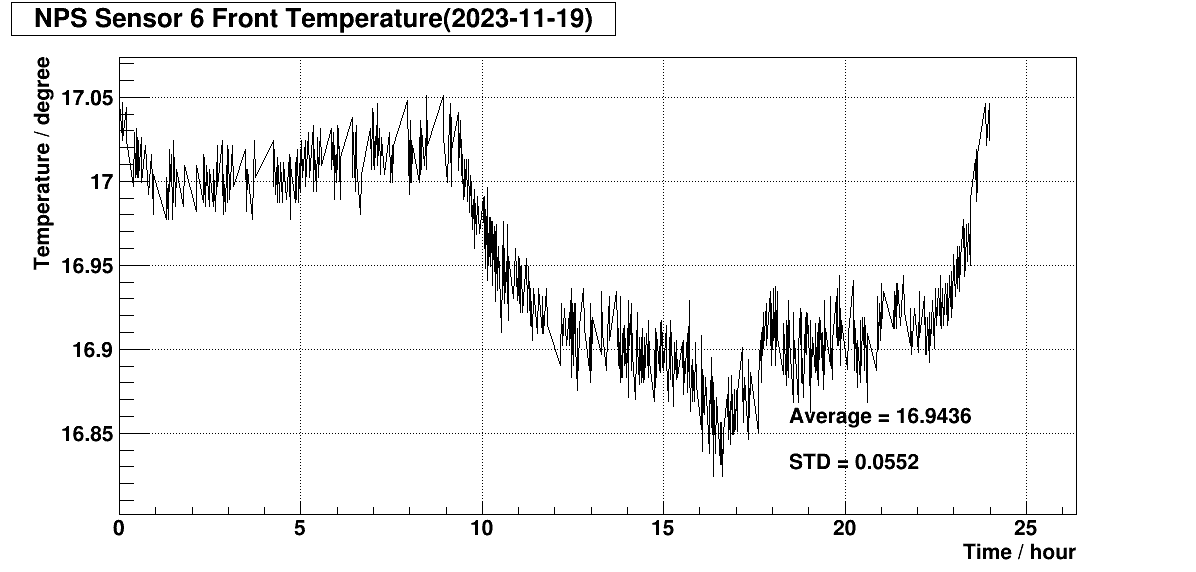 NPS Sensor 6 Front Temperature(2023-11-19)
Temperature / degree
17.05
17
16.95
16.9
16.85
Average = 16.9436
STD = 0.0552
0 5 10 15 20 25
Time / hour